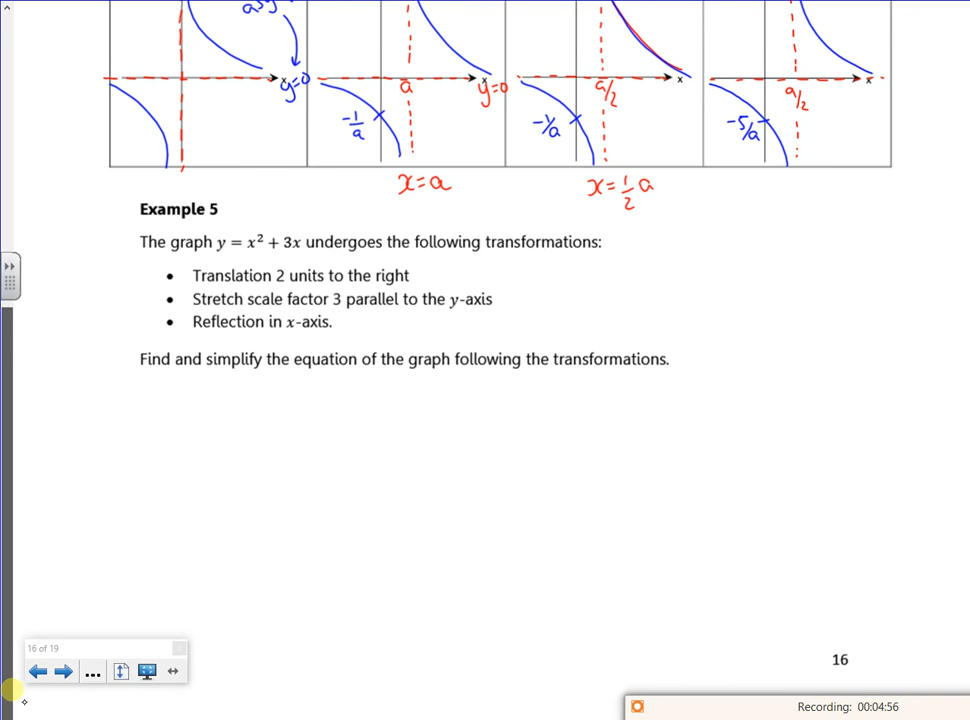 x
y=0
a
y=0
-1/a
x=a
a/2
x
-1/a
x=1/2 a
a/2
x
-5/a
Example 5
The graph y = x² + 3x undergoes the following transformations:
• Translation 2 units to the right
• Stretch scale factor 3 parallel to the y-axis
• Reflection in x-axis.
Find and simplify the equation of the graph following the transformations.
16 of 19
...
16
Recording: 00:04:56